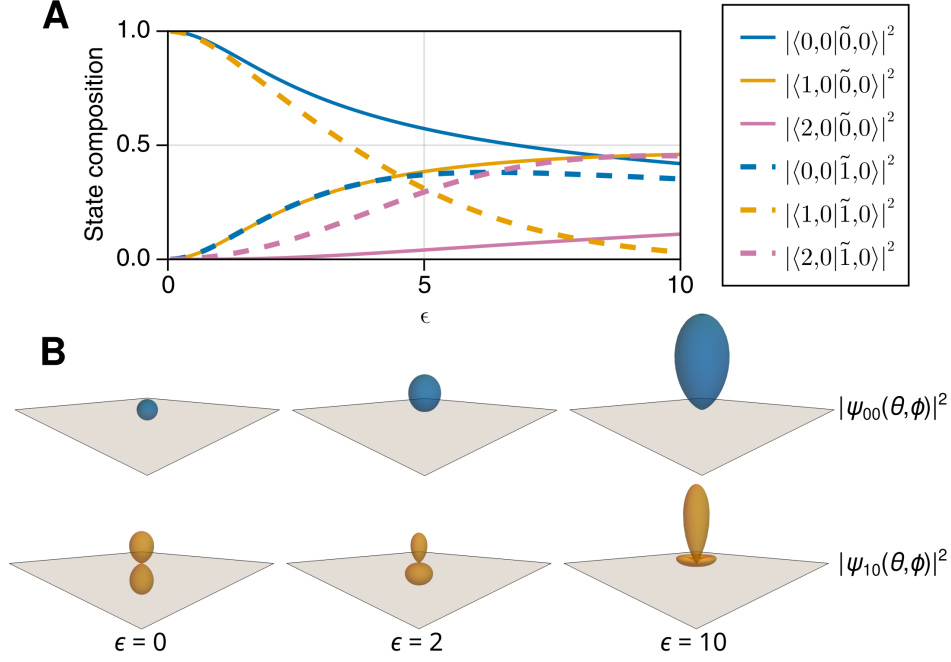 A
State composition
1.0
0.5
0.0
0
5
10
ϵ
|⟨0,0|0̃,0⟩|²
|⟨1,0|0̃,0⟩|²
|⟨2,0|0̃,0⟩|²
|⟨0,0|1̃,0⟩|²
|⟨1,0|1̃,0⟩|²
|⟨2,0|1̃,0⟩|²
B
|ψ₀₀(θ,ϕ)|²
|ψ₁₀(θ,ϕ)|²
ϵ = 0
ϵ = 2
ϵ = 10